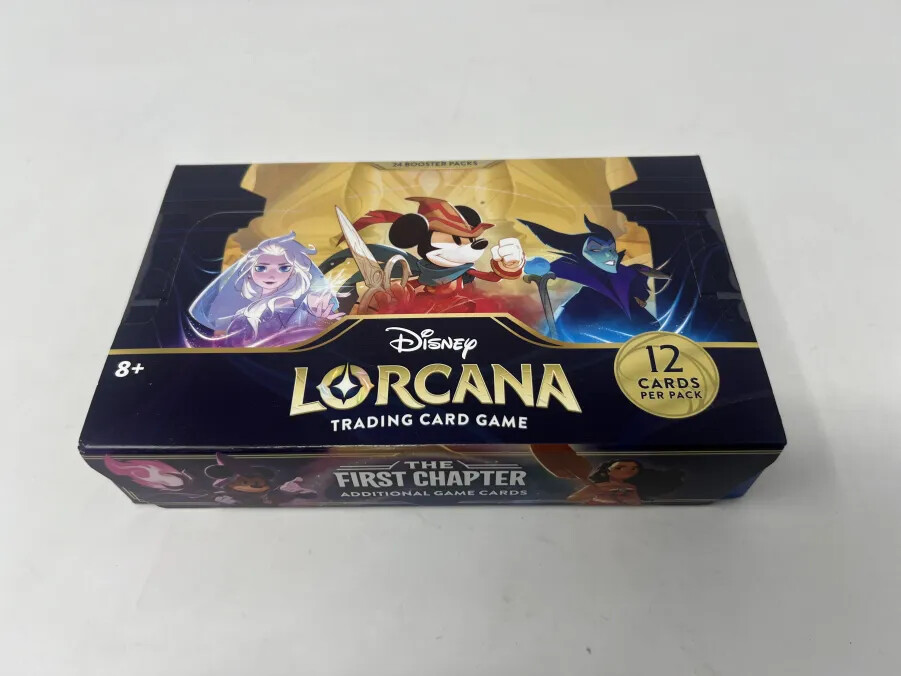 24 BOOSTER PACKS
8+
Disney
LORCANA
TRADING CARD GAME
12
CARDS
PER PACK
THE
FIRST CHAPTER
ADDITIONAL GAME CARDS